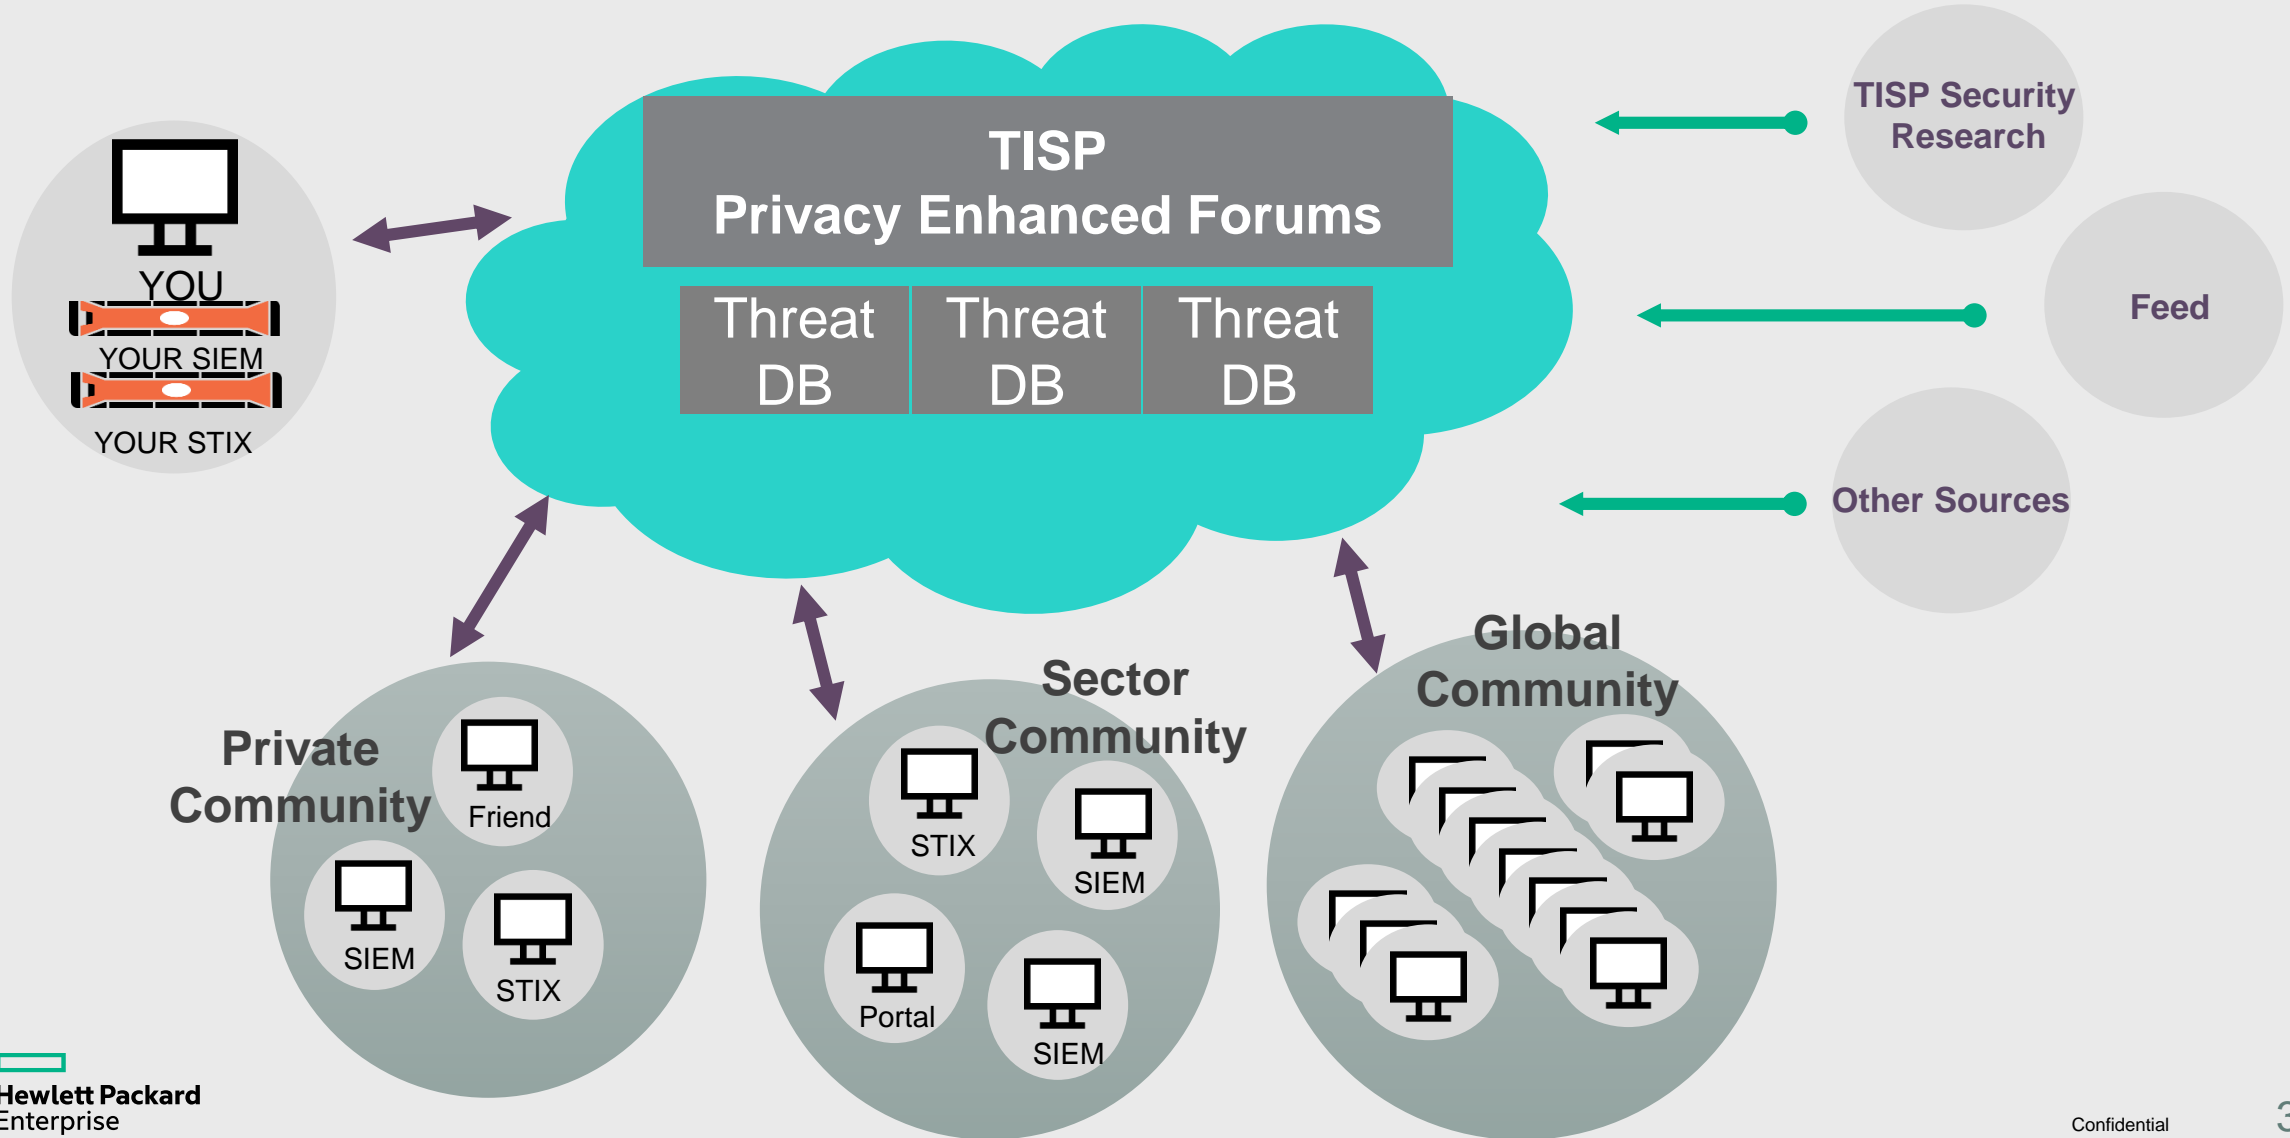 TISP
Privacy Enhanced Forums
Threat
DB
Threat
DB
Threat
DB
TISP Security
Research
Feed
Other Sources
YOU
YOUR SIEM
YOUR STIX
Private
Community
Friend
SIEM
STIX
Sector
Community
STIX
SIEM
Portal
SIEM
Global
Community
Hewlett Packard
Enterprise
Confidential
3